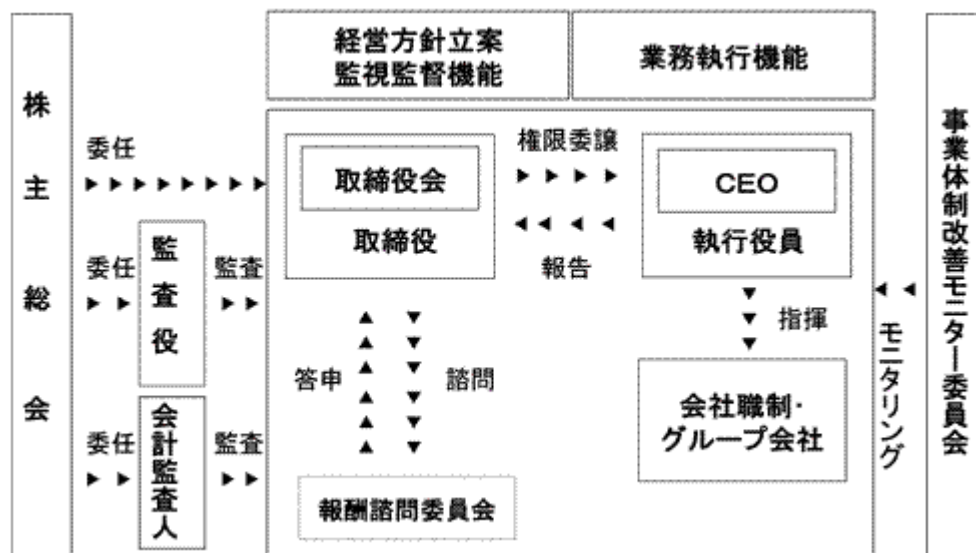 経営方針立案
監視監督機能
業務執行機能
株主総会
委任
取締役会
取締役
権限委譲
報告
CEO
執行役員
委任
監査役
監査
指揮
答申
諮問
会社職制・
グループ会社
委任
会計監査人
監査
報酬諮問委員会
モニタリング
事業体制改善モニター委員会